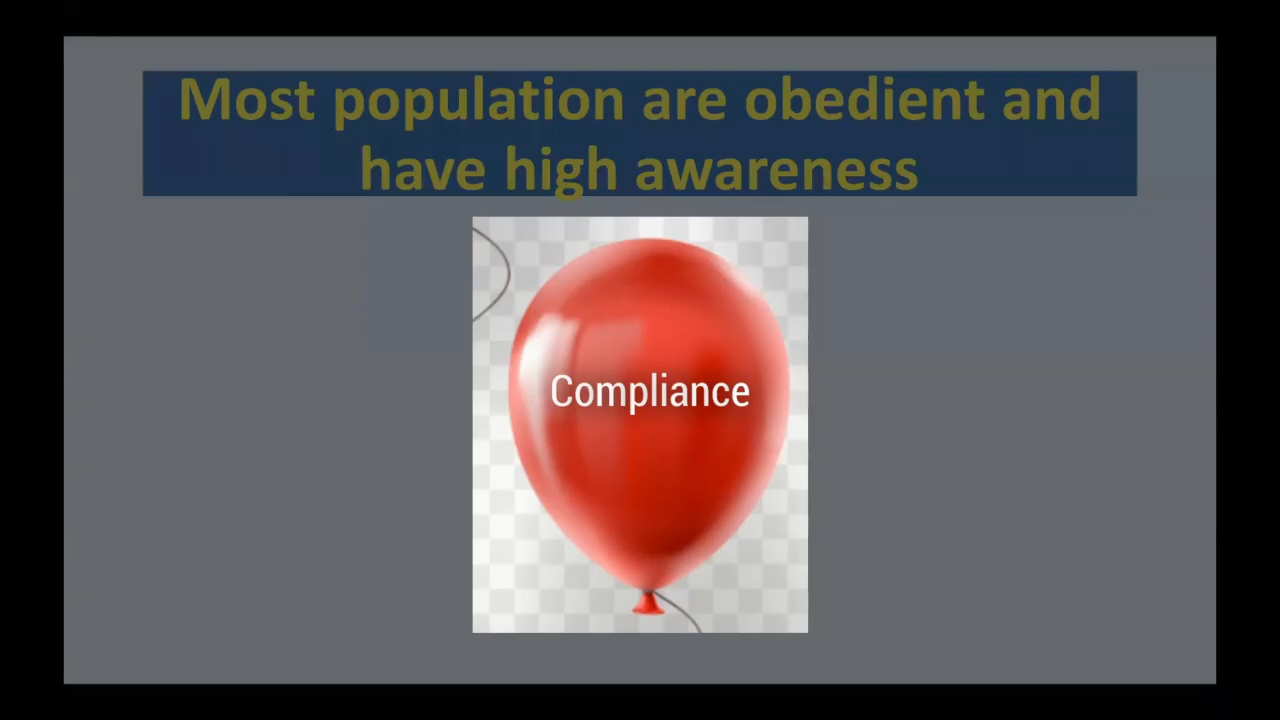 Most population are obedient and
have high awareness
Compliance